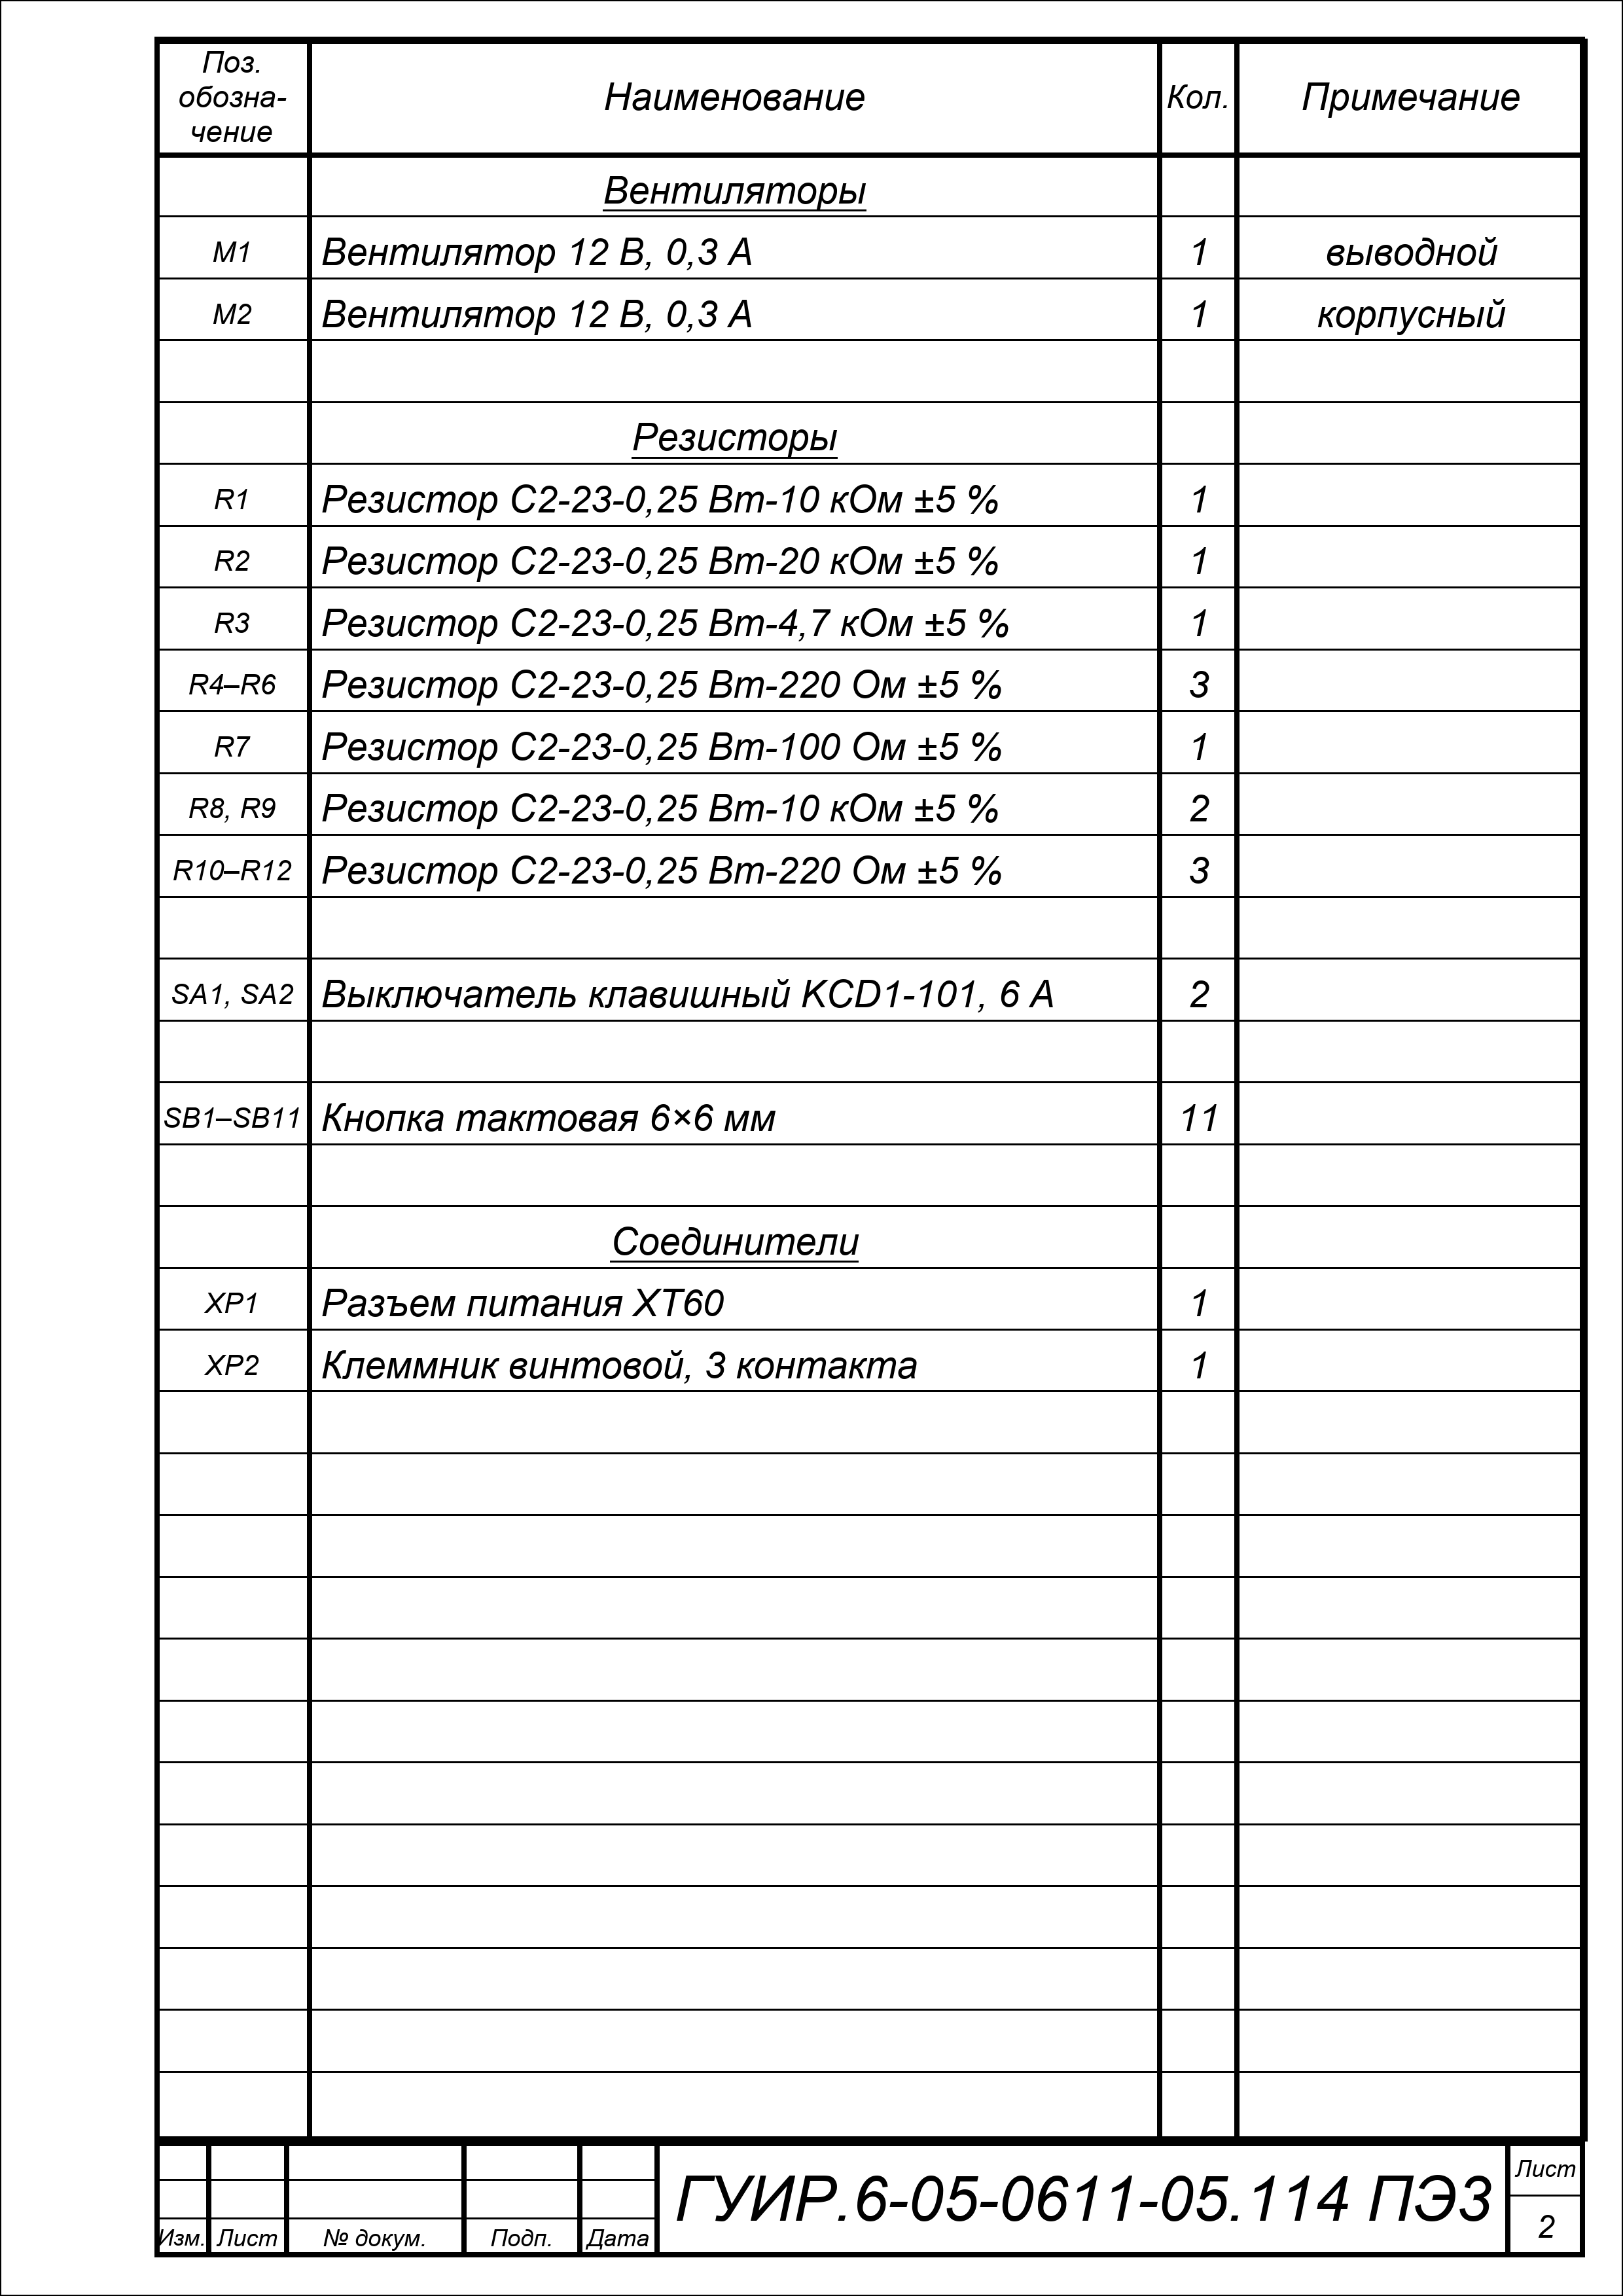 Поз.
обозна-
чение
Наименование
Кол.
Примечание
Вентиляторы
M1 Вентилятор 12 В, 0,3 А 1 выводной
M2 Вентилятор 12 В, 0,3 А 1 корпусный
Резисторы
R1 Резистор С2-23-0,25 Вт-10 кОм ±5 % 1
R2 Резистор С2-23-0,25 Вт-20 кОм ±5 % 1
R3 Резистор С2-23-0,25 Вт-4,7 кОм ±5 % 1
R4–R6 Резистор С2-23-0,25 Вт-220 Ом ±5 % 3
R7 Резистор С2-23-0,25 Вт-100 Ом ±5 % 1
R8, R9 Резистор С2-23-0,25 Вт-10 кОм ±5 % 2
R10–R12 Резистор С2-23-0,25 Вт-220 Ом ±5 % 3
SA1, SA2 Выключатель клавишный KCD1-101, 6 А 2
SB1–SB11 Кнопка тактовая 6×6 мм 11
Соединители
XP1 Разъем питания XT60 1
XP2 Клеммник винтовой, 3 контакта 1
Изм. Лист № докум. Подп. Дата
ГУИР.6-05-0611-05.114 ПЭ3
Лист
2